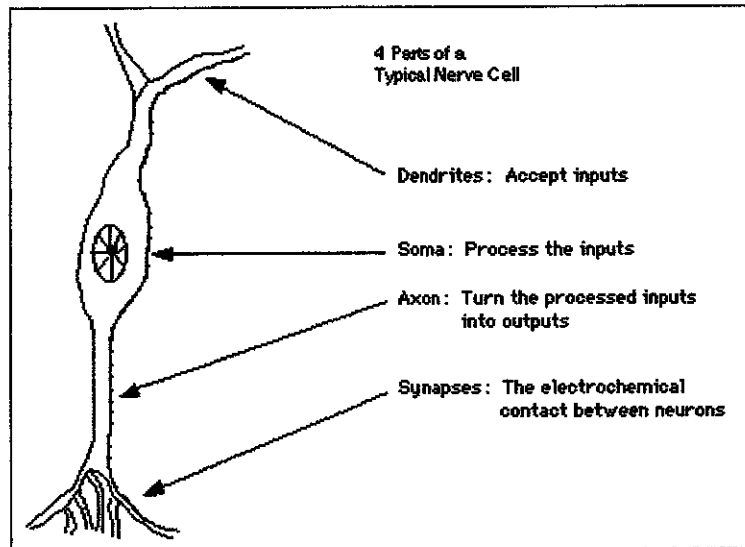 4 Parts of a
Typical Nerve Cell
Dendrites: Accept inputs
Soma: Process the inputs
Axon: Turn the processed inputs
into outputs
Synapses: The electrochemical
contact between neurons